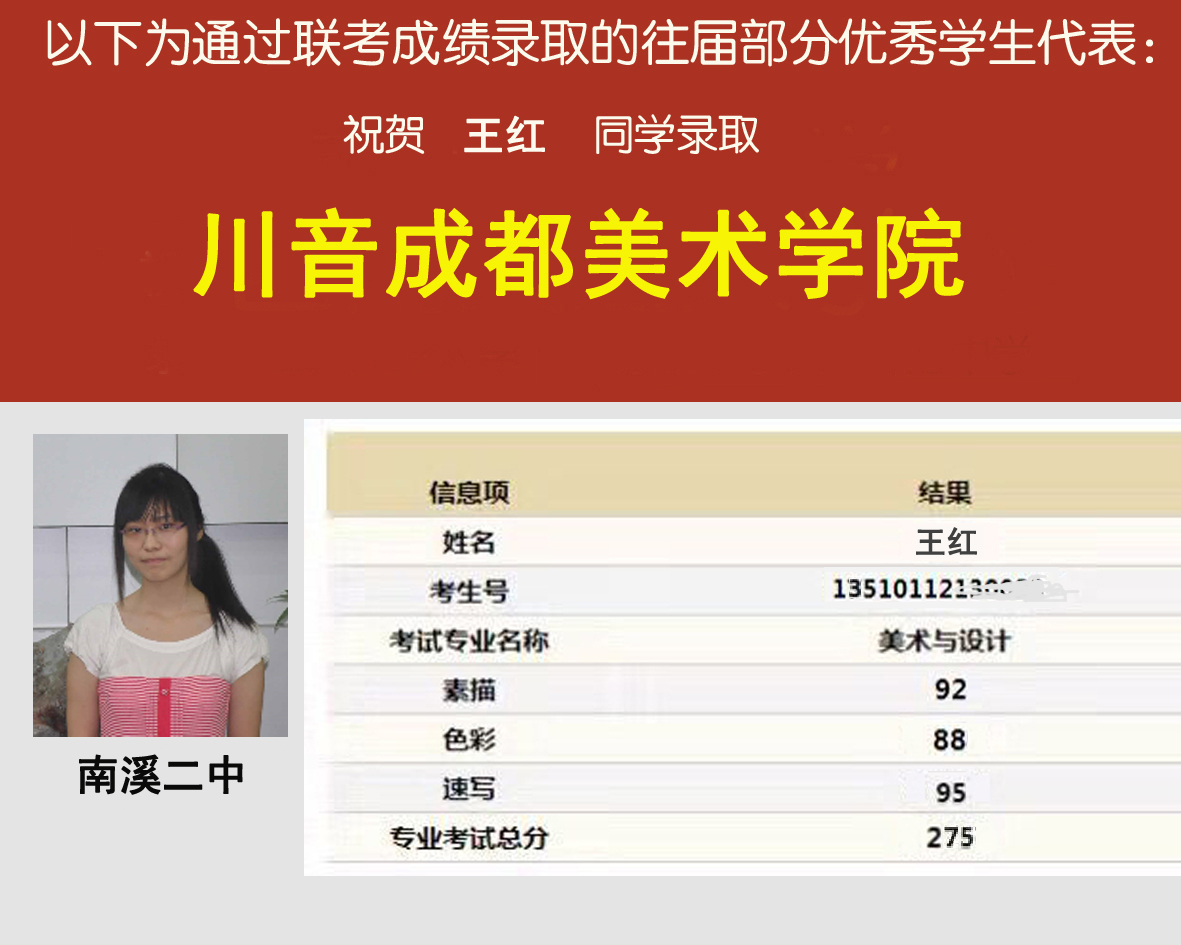 以下为通过联考成绩录取的往届部分优秀学生代表：
祝贺 王红 同学录取
川音成都美术学院
信息项 结果
姓名 王红
考生号 135101121300
考试专业名称 美术与设计
素描 92
色彩 88
速写 95
专业考试总分 275
南溪二中